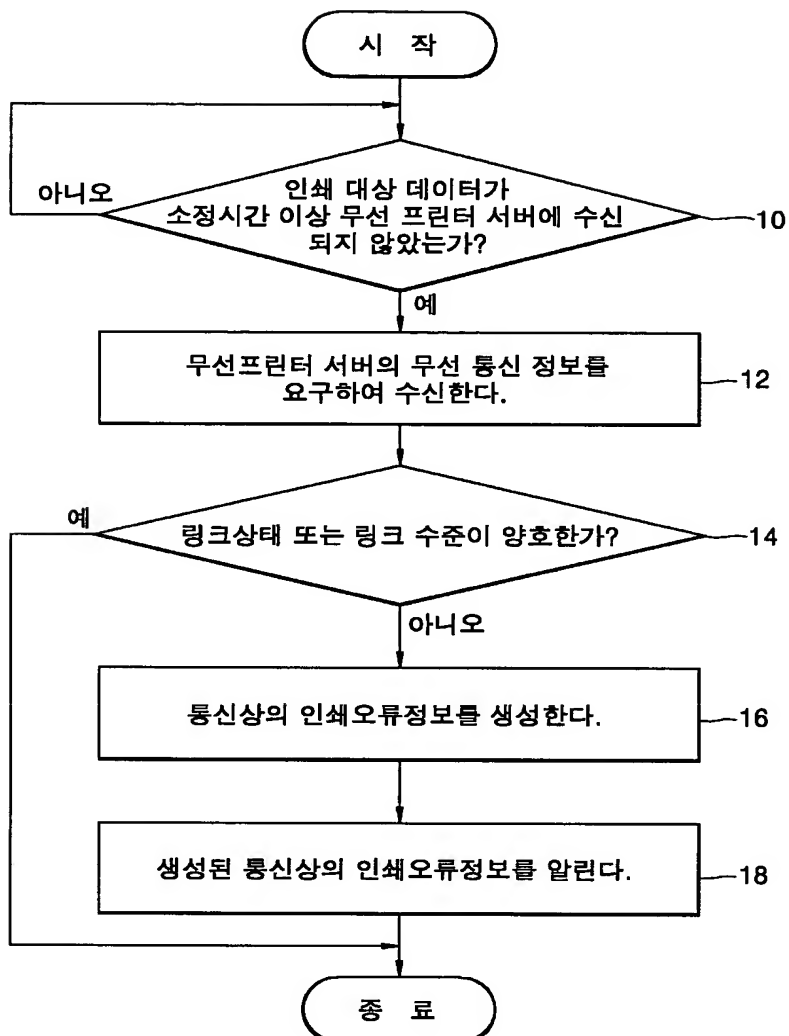 시 작
아니오
인쇄 대상 데이터가
소정시간 이상 무선 프린터 서버에 수신
되지 않았는가?
10
예
무선프린터 서버의 무선 통신 정보를
요구하여 수신한다.
12
예
링크상태 또는 링크 수준이 양호한가?
14
아니오
통신상의 인쇄오류정보를 생성한다.
16
생성된 통신상의 인쇄오류정보를 알린다.
18
종 료